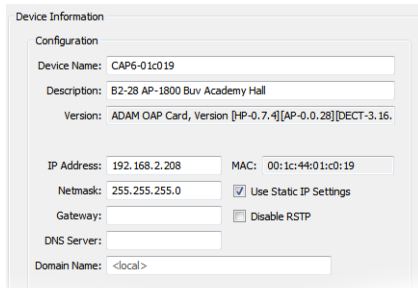 Device Information
Configuration
Device Name: CAP6-01c019
Description: B2-28 AP-1800 Buv Academy Hall
Version: ADAM OAP Card, Version [HP-0.7.4][AP-0.0.28][DECT-3.16.
IP Address: 192.168.2.208 MAC: 00:1c:44:01:c0:19
Netmask: 255.255.255.0 Use Static IP Settings
Gateway: Disable RSTP
DNS Server:
Domain Name: <local>